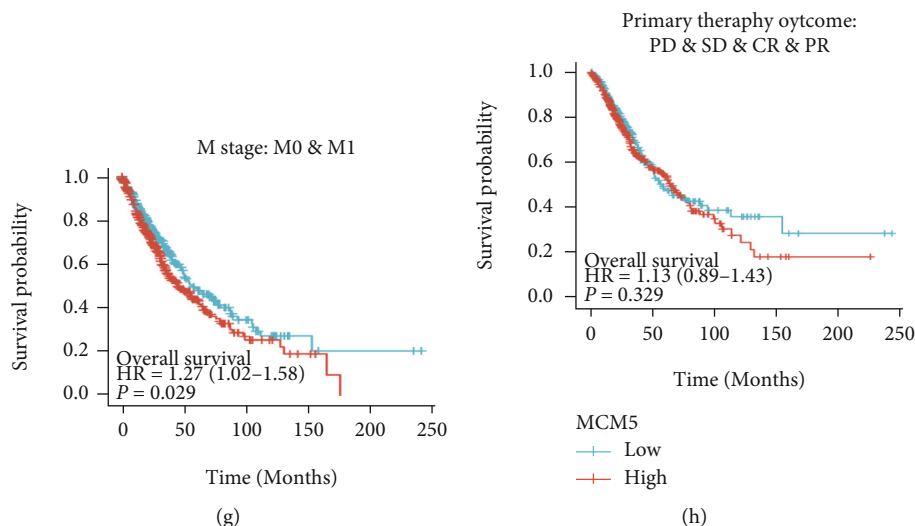 M stage: M0 & M1
Survival probability
1.0
0.8
0.6
0.4
0.2
0.0
Overall survival
HR = 1.27 (1.02–1.58)
P = 0.029
0 50 100 150 200 250
Time (Months)
(g)
Primary theraphy oytcome:
PD & SD & CR & PR
Survival probability
1.0
0.8
0.6
0.4
0.2
0.0
Overall survival
HR = 1.13 (0.89–1.43)
P = 0.329
0 50 100 150 200 250
Time (Months)
MCM5
Low
High
(h)